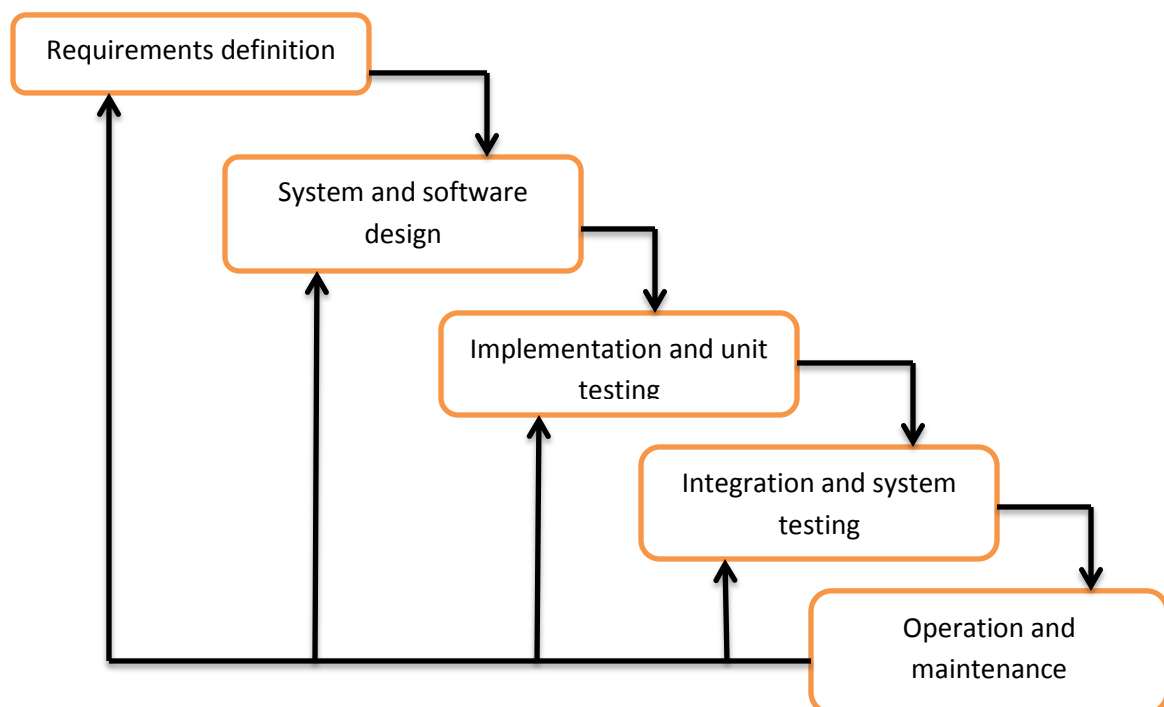 Requirements definition
System and software
design
Implementation and unit
testing
Integration and system
testing
Operation and
maintenance